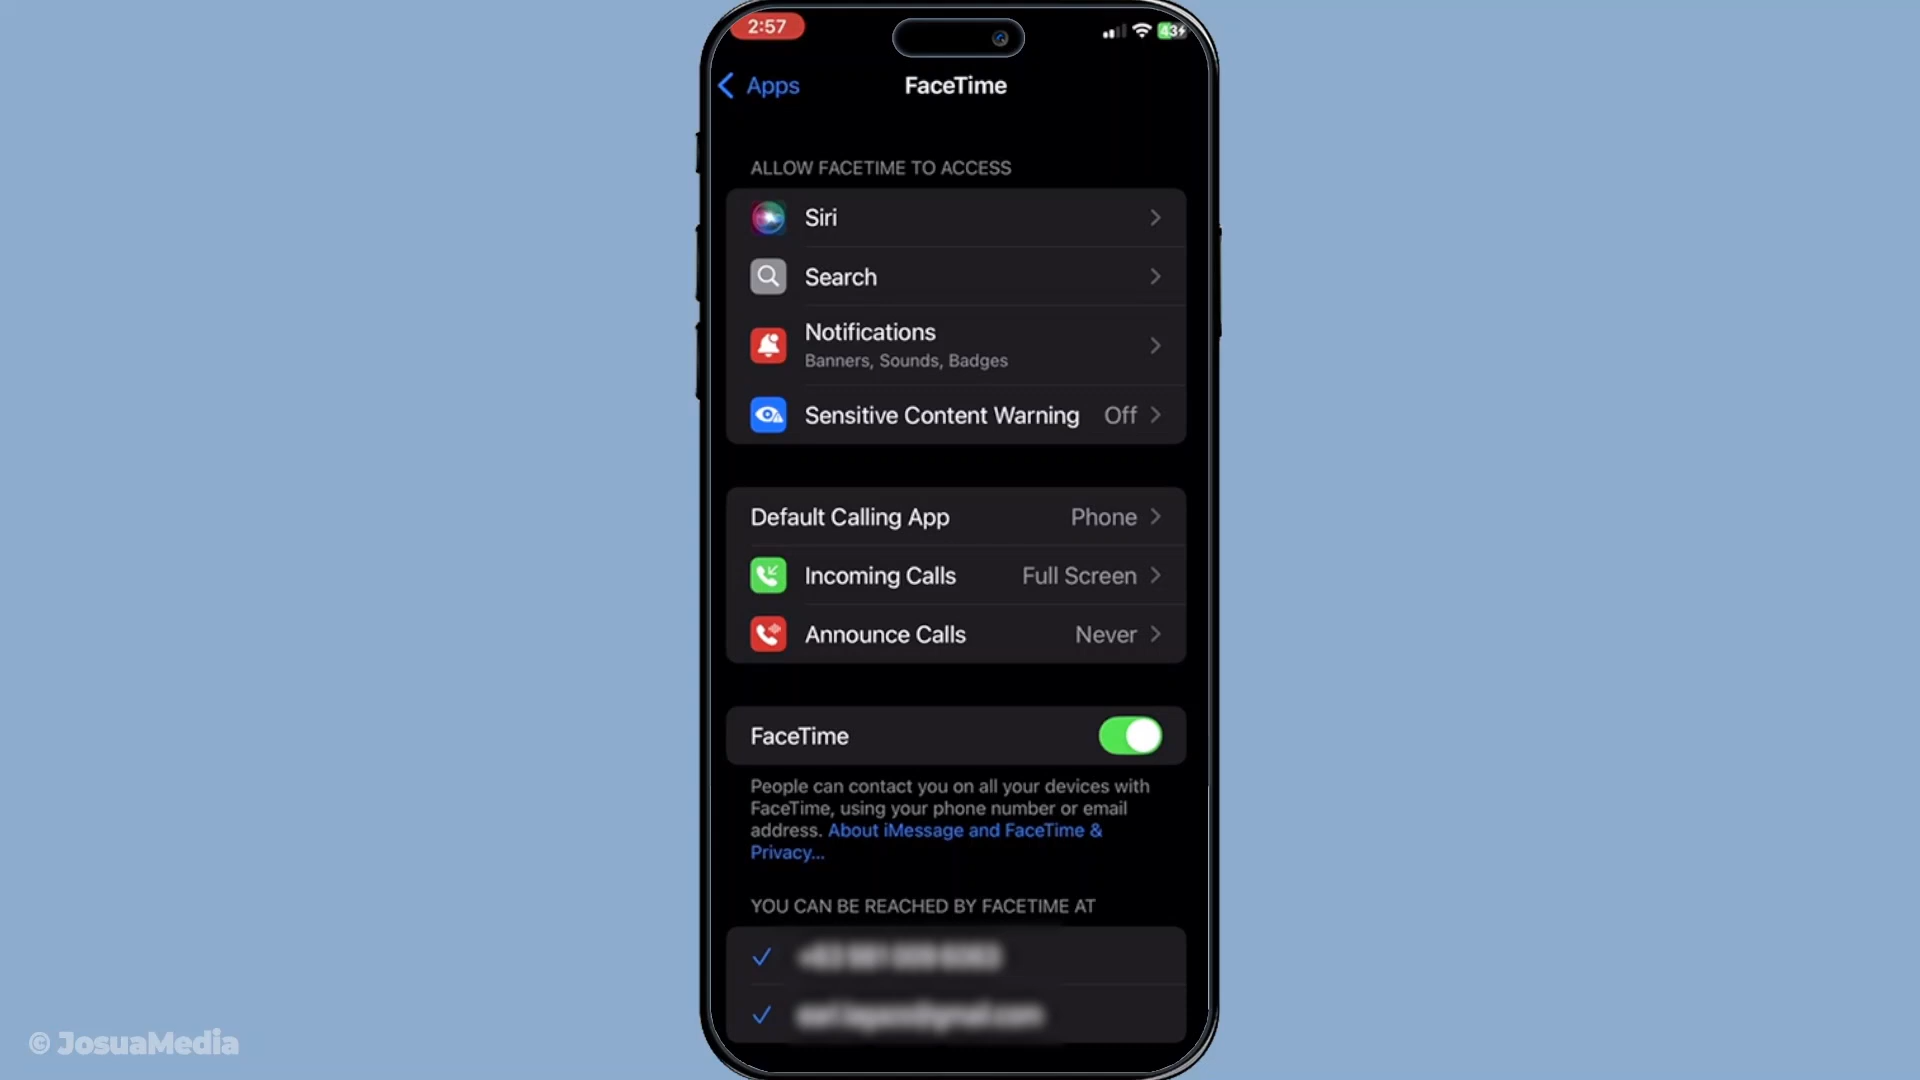 2:57
43
Apps
FaceTime
ALLOW FACETIME TO ACCESS
Siri
Search
Notifications
Banners, Sounds, Badges
Sensitive Content Warning Off
Default Calling App Phone
Incoming Calls Full Screen
Announce Calls Never
FaceTime
People can contact you on all your devices with
FaceTime, using your phone number or email
address. About iMessage and FaceTime &
Privacy...
YOU CAN BE REACHED BY FACETIME AT
© JosuaMedia